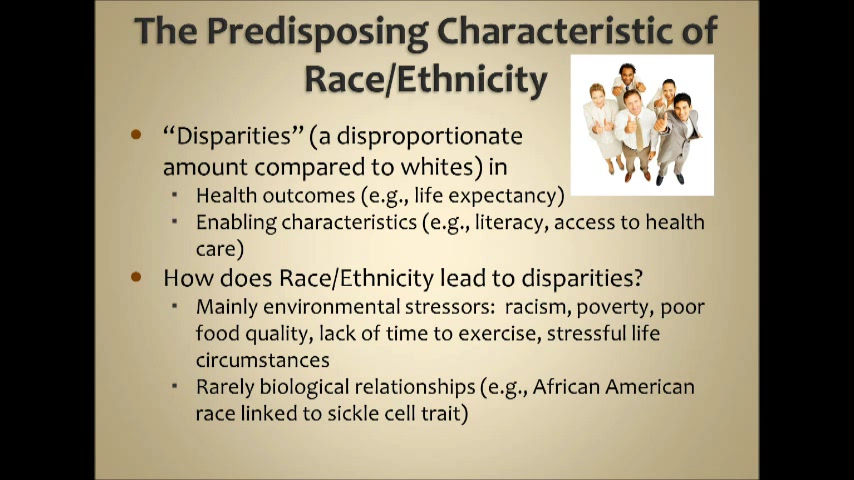 The Predisposing Characteristic of
Race/Ethnicity
• “Disparities” (a disproportionate
amount compared to whites) in
▪ Health outcomes (e.g., life expectancy)
▪ Enabling characteristics (e.g., literacy, access to health
care)
• How does Race/Ethnicity lead to disparities?
▪ Mainly environmental stressors: racism, poverty, poor
food quality, lack of time to exercise, stressful life
circumstances
▪ Rarely biological relationships (e.g., African American
race linked to sickle cell trait)